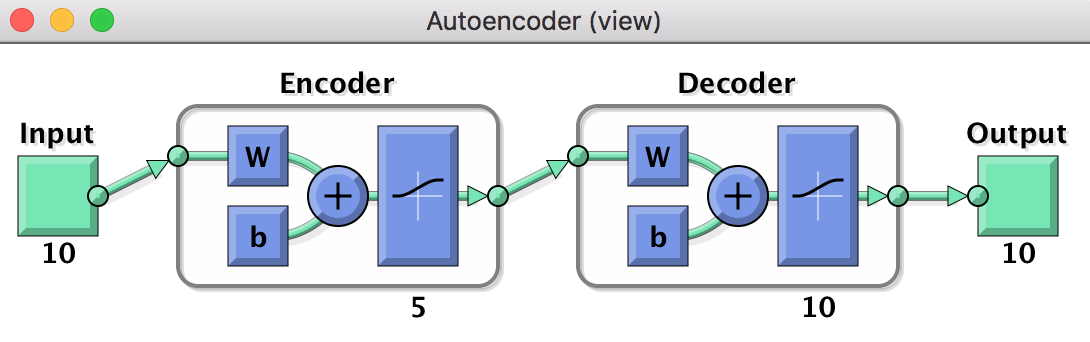 Autoencoder (view)
Encoder
Decoder
Input
Output
W
W
+
+
b
b
10
10
5
10